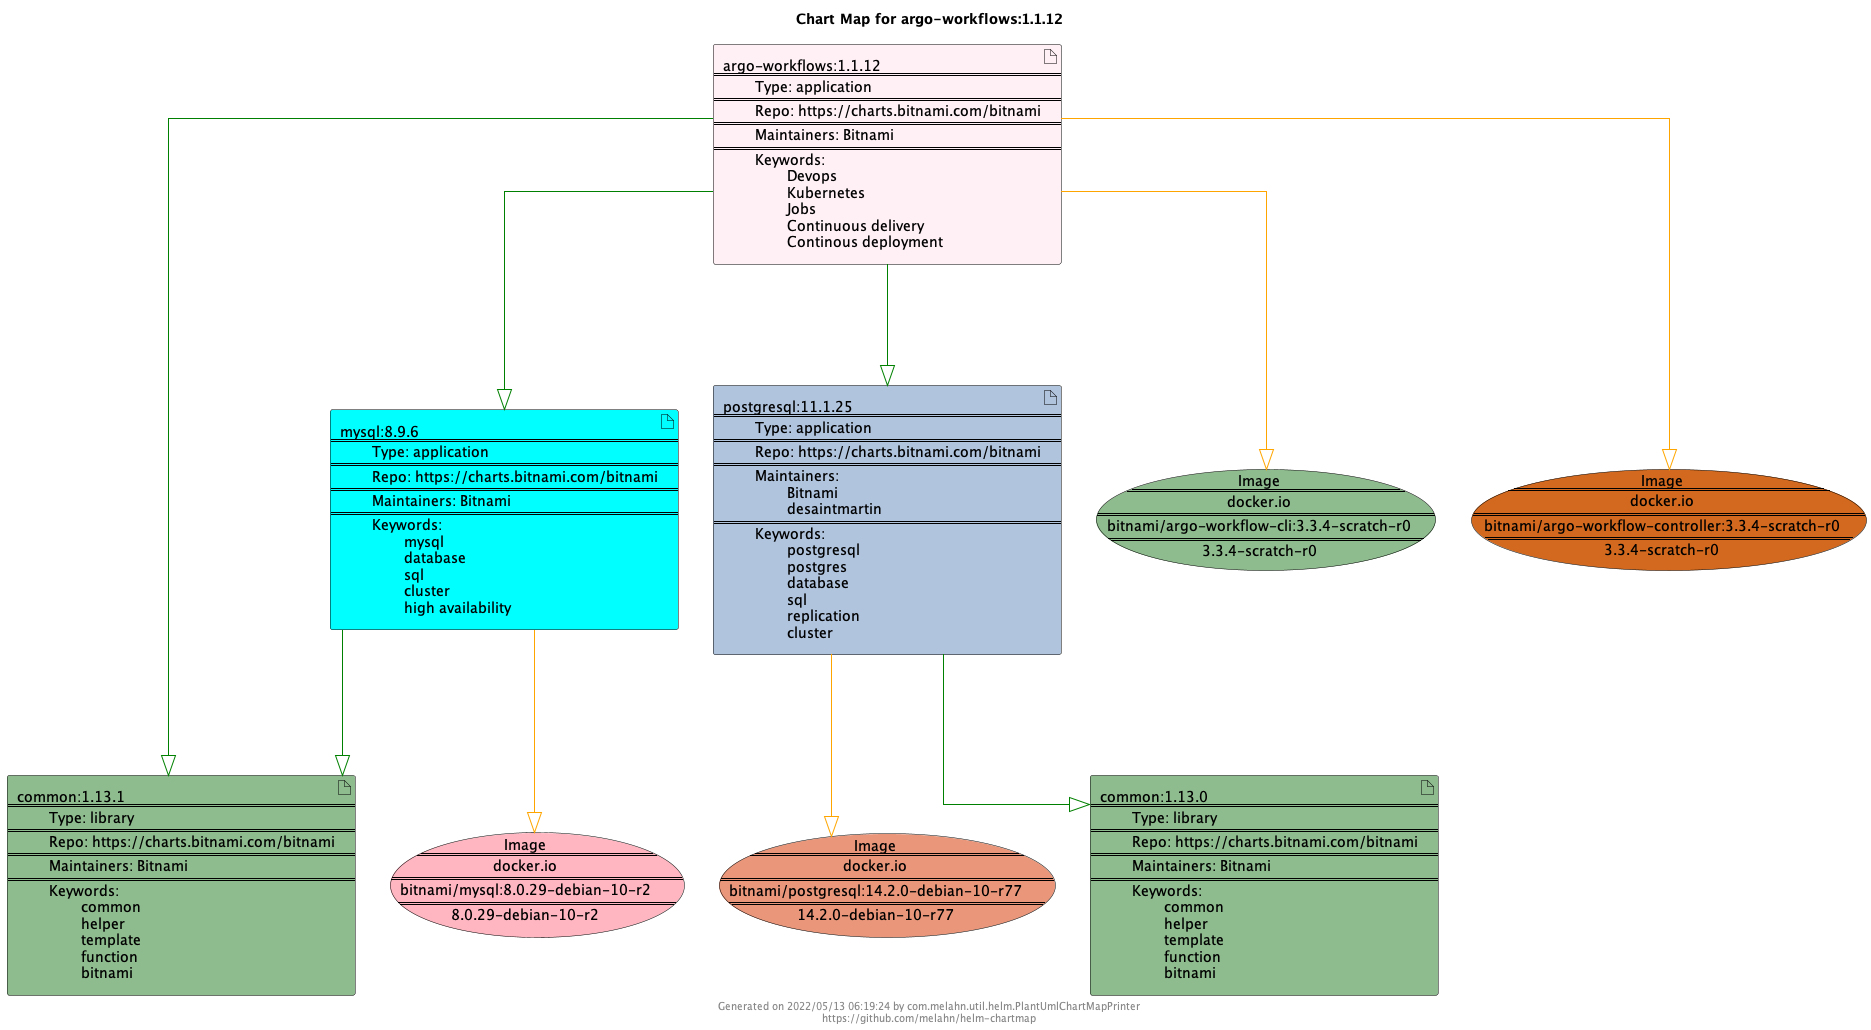 Chart Map for argo-workflows:1.1.12
argo-workflows:1.1.12
Type: application
Repo: https://charts.bitnami.com/bitnami
Maintainers: Bitnami
Keywords:
Devops
Kubernetes
Jobs
Continuous delivery
Continous deployment
mysql:8.9.6
Type: application
Repo: https://charts.bitnami.com/bitnami
Maintainers: Bitnami
Keywords:
mysql
database
sql
cluster
high availability
postgresql:11.1.25
Type: application
Repo: https://charts.bitnami.com/bitnami
Maintainers:
Bitnami
desaintmartin
Keywords:
postgresql
postgres
database
sql
replication
cluster
Image
docker.io
bitnami/argo-workflow-cli:3.3.4-scratch-r0
3.3.4-scratch-r0
Image
docker.io
bitnami/argo-workflow-controller:3.3.4-scratch-r0
3.3.4-scratch-r0
common:1.13.1
Type: library
Repo: https://charts.bitnami.com/bitnami
Maintainers: Bitnami
Keywords:
common
helper
template
function
bitnami
Image
docker.io
bitnami/mysql:8.0.29-debian-10-r2
8.0.29-debian-10-r2
Image
docker.io
bitnami/postgresql:14.2.0-debian-10-r77
14.2.0-debian-10-r77
common:1.13.0
Type: library
Repo: https://charts.bitnami.com/bitnami
Maintainers: Bitnami
Keywords:
common
helper
template
function
bitnami
Generated on 2022/05/13 06:19:24 by com.melahn.util.helm.PlantUmlChartMapPrinter
https://github.com/melahn/helm-chartmap